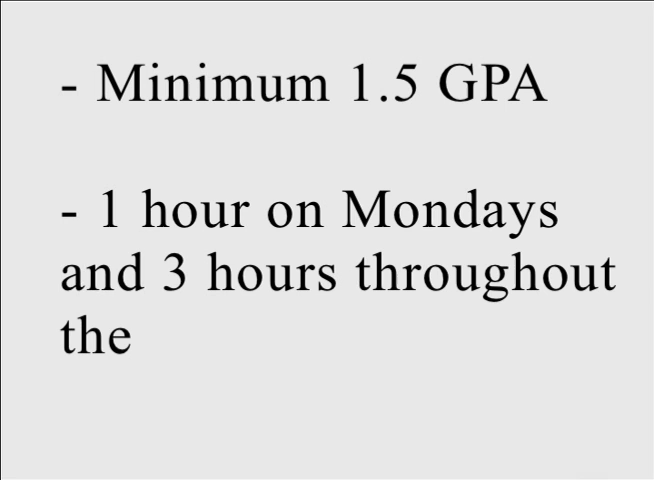 - Minimum 1.5 GPA
- 1 hour on Mondays
and 3 hours throughout
the